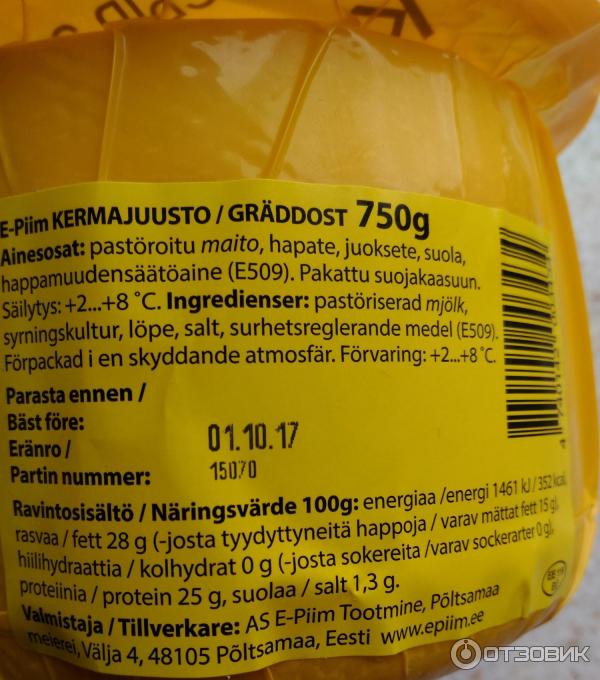 E-Piim KERMAJUUSTO / GRÄDDOST 750g
Ainesosat: pastöroitu maito, hapate, juoksete, suola,
happamuudensäätöaine (E509). Pakattu suojakaasuun.
Säilytys: +2...+8 °C. Ingredienser: pastöriserad mjölk,
syrningskultur, löpe, salt, surhetsreglerande medel (E509).
Förpackad i en skyddande atmosfär. Förvaring: +2...+8 °C.
Parasta ennen /
Bäst före:
01.10.17
Eränro /
Partin nummer:
15070
Ravintosisältö / Näringsvärde 100g: energiaa /energi 1461 kJ / 352 kcal,
rasvaa / fett 28 g (-josta tyydyttyneitä happoja / varav mättat fett 15 g),
hiilihydraattia / kolhydrat 0 g (-josta sokereita /varav sockerarter 0 g),
proteiinia / protein 25 g, suolaa / salt 1,3 g.
Valmistaja / Tillverkare: AS E-Piim Tootmine, Põltsamaa
meierei, Välja 4, 48105 Põltsamaa, Eesti www.epiim.ee
ОТЗОВИК